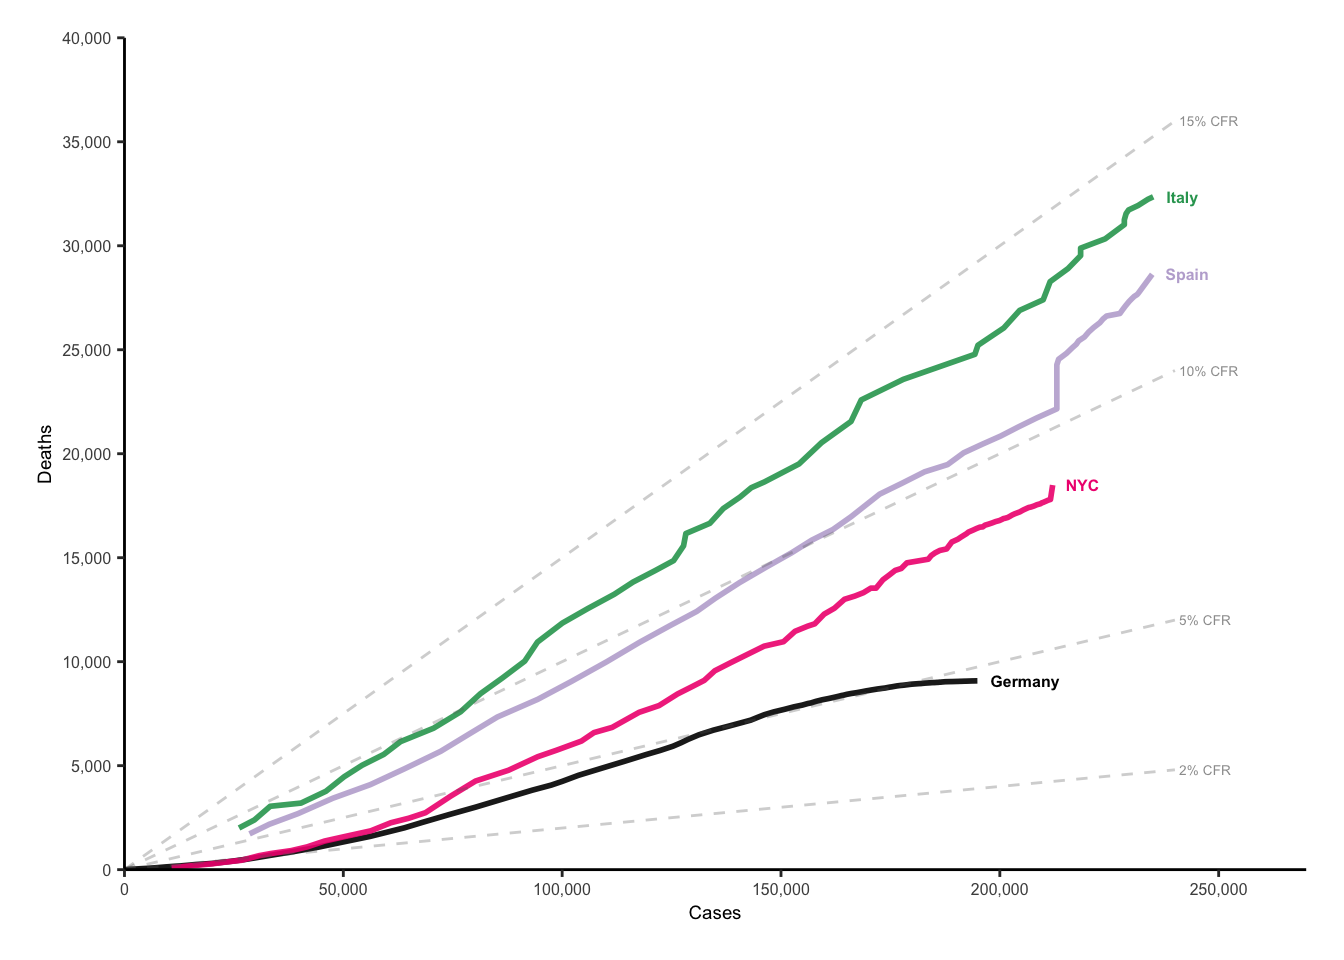 40,000
35,000
30,000
25,000
20,000
15,000
10,000
5,000
0
Deaths
15% CFR
Italy
Spain
10% CFR
NYC
5% CFR
Germany
2% CFR
0
50,000
100,000
150,000
200,000
250,000
Cases